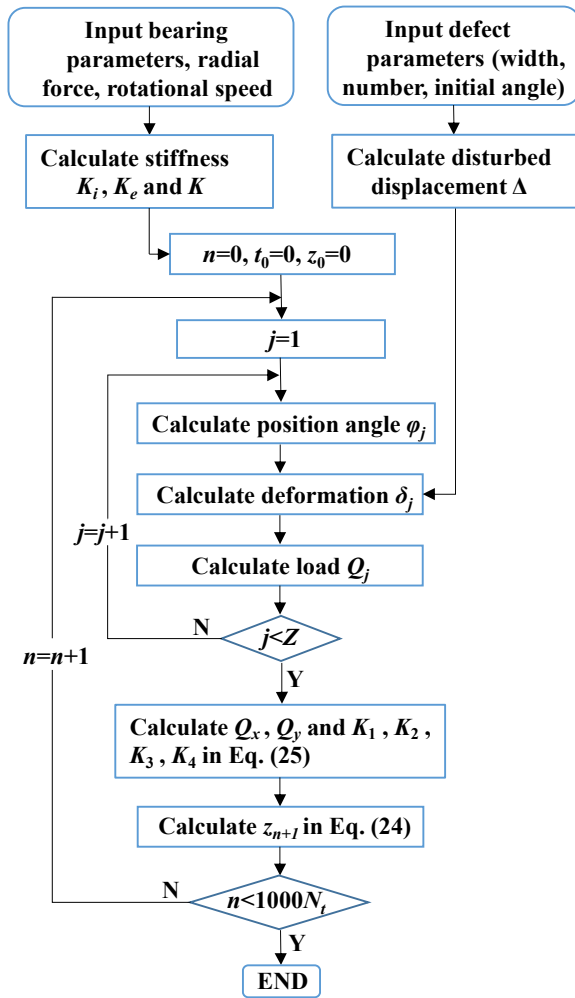 Input bearing
parameters, radial
force, rotational speed
Input defect
parameters (width,
number, initial angle)
Calculate stiffness
Kᵢ , Kₑ and K
Calculate disturbed
displacement Δ
n=0, t₀=0, z₀=0
j=1
Calculate position angle φⱼ
Calculate deformation δⱼ
j=j+1
Calculate load Qⱼ
N
j<Z
n=n+1
Y
Calculate Qₓ , Q_y and K₁ , K₂ ,
K₃ , K₄ in Eq. (25)
Calculate zₙ₊₁ in Eq. (24)
N
n<1000Nₜ
Y
END